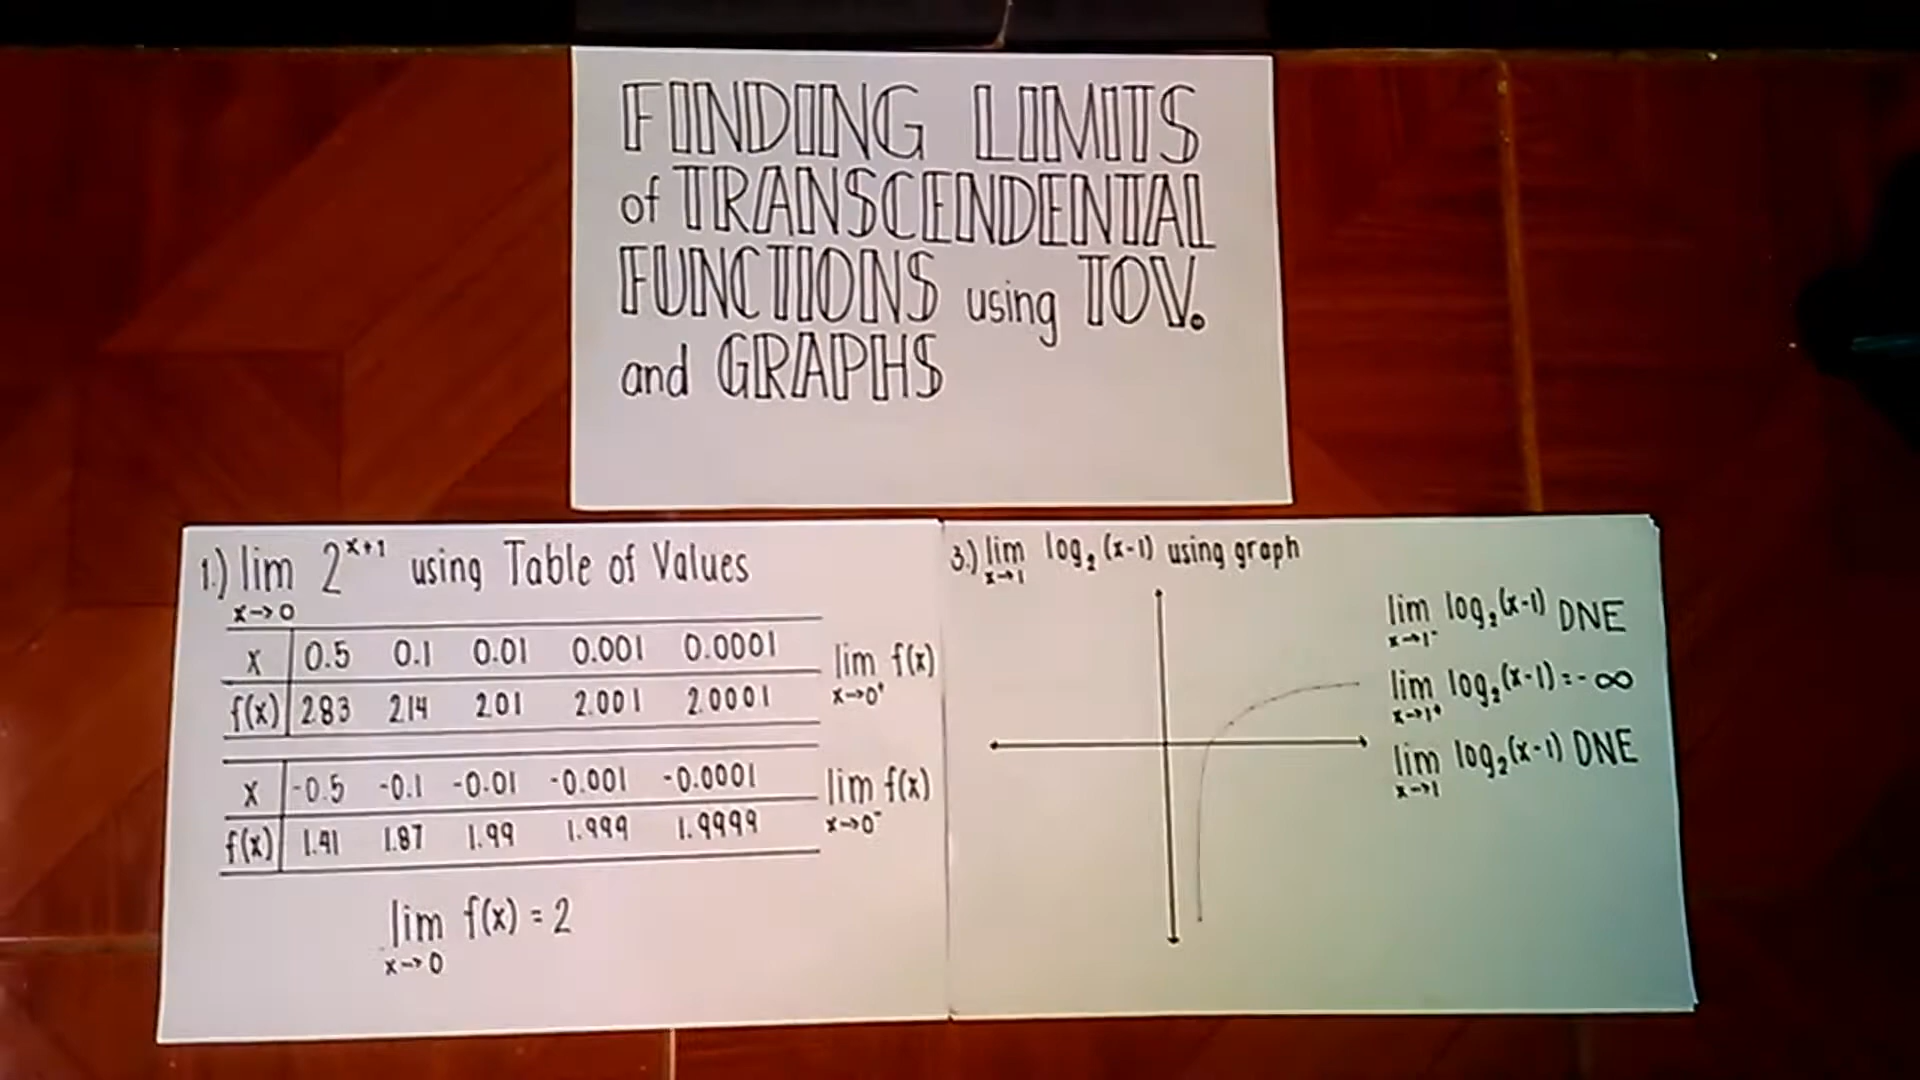 FINDING LIMITS
of TRANSCENDENTAL
FUNCTIONS using TOV.
and GRAPHS
1.) lim 2^x+1 using Table of Values
x→0
x 0.5 0.1 0.01 0.001 0.0001
f(x) 2.83 2.14 2.01 2.001 2.0001
lim f(x)
x→0⁺
x -0.5 -0.1 -0.01 -0.001 -0.0001
f(x) 1.41 1.87 1.99 1.999 1.9999
lim f(x)
x→0⁻
lim f(x) = 2
x→0
3.) lim log₂ (x-1) using graph
x→1
lim log₂(x-1) DNE
x→1⁻
lim log₂(x-1) = -∞
x→1⁺
lim log₂(x-1) DNE
x→1